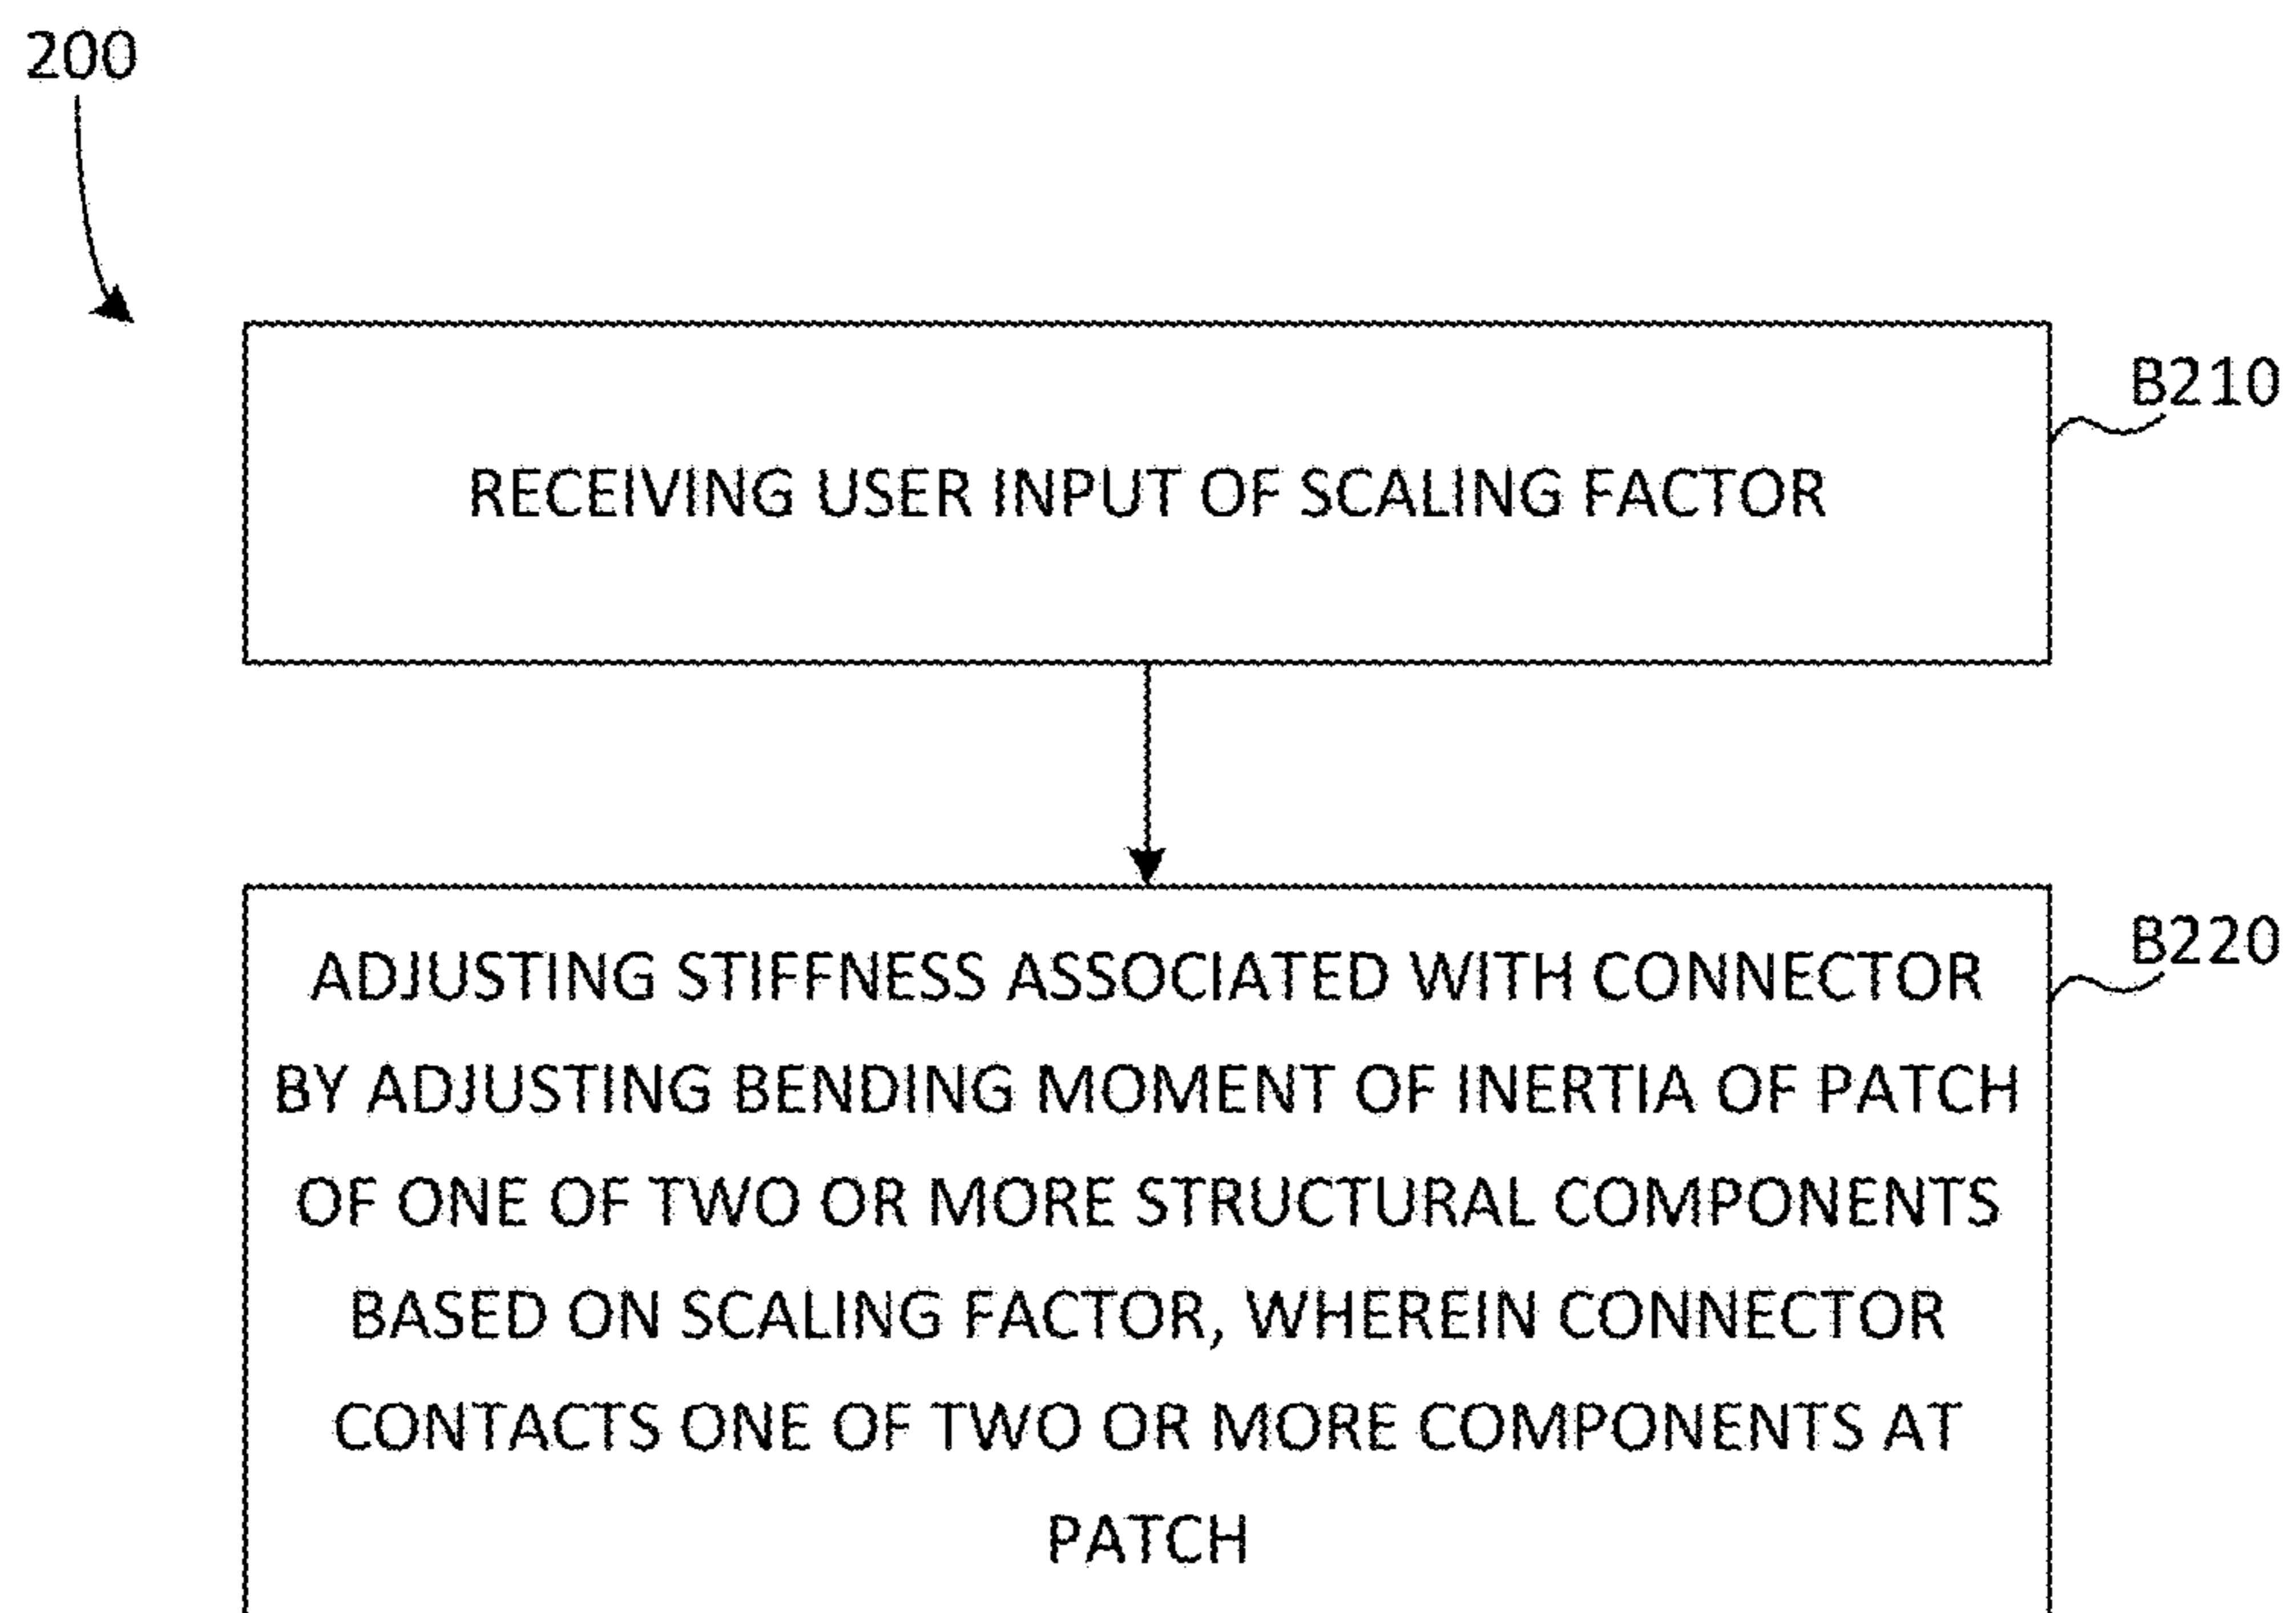 200
B210
RECEIVING USER INPUT OF SCALING FACTOR
B220
ADJUSTING STIFFNESS ASSOCIATED WITH CONNECTOR
BY ADJUSTING BENDING MOMENT OF INERTIA OF PATCH
OF ONE OF TWO OR MORE STRUCTURAL COMPONENTS
BASED ON SCALING FACTOR, WHEREIN CONNECTOR
CONTACTS ONE OF TWO OR MORE COMPONENTS AT
PATCH